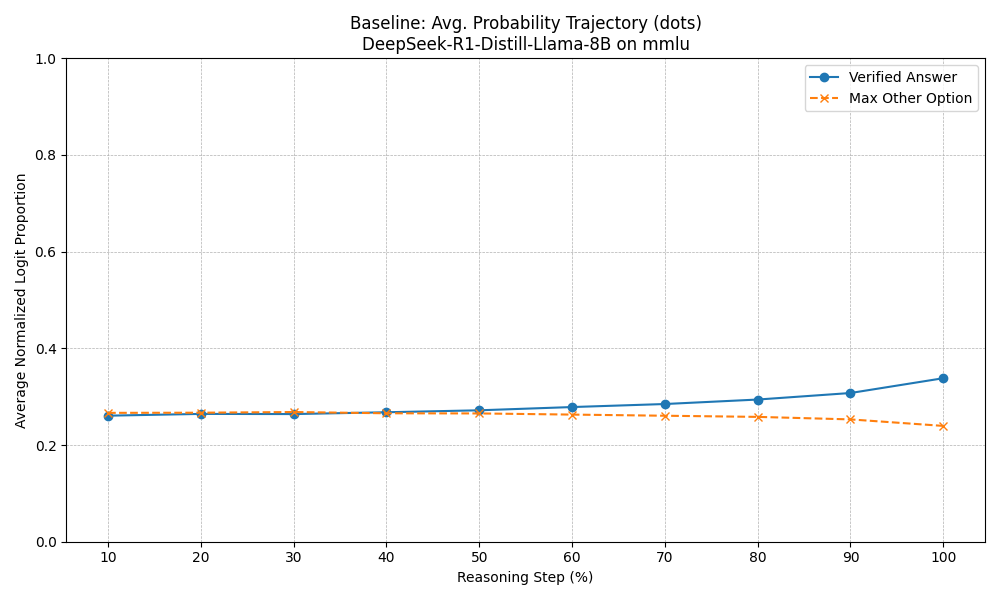 Baseline: Avg. Probability Trajectory (dots)
DeepSeek-R1-Distill-Llama-8B on mmlu
Verified Answer
Max Other Option
Average Normalized Logit Proportion
1.0
0.8
0.6
0.4
0.2
0.0
10 20 30 40 50 60 70 80 90 100
Reasoning Step (%)